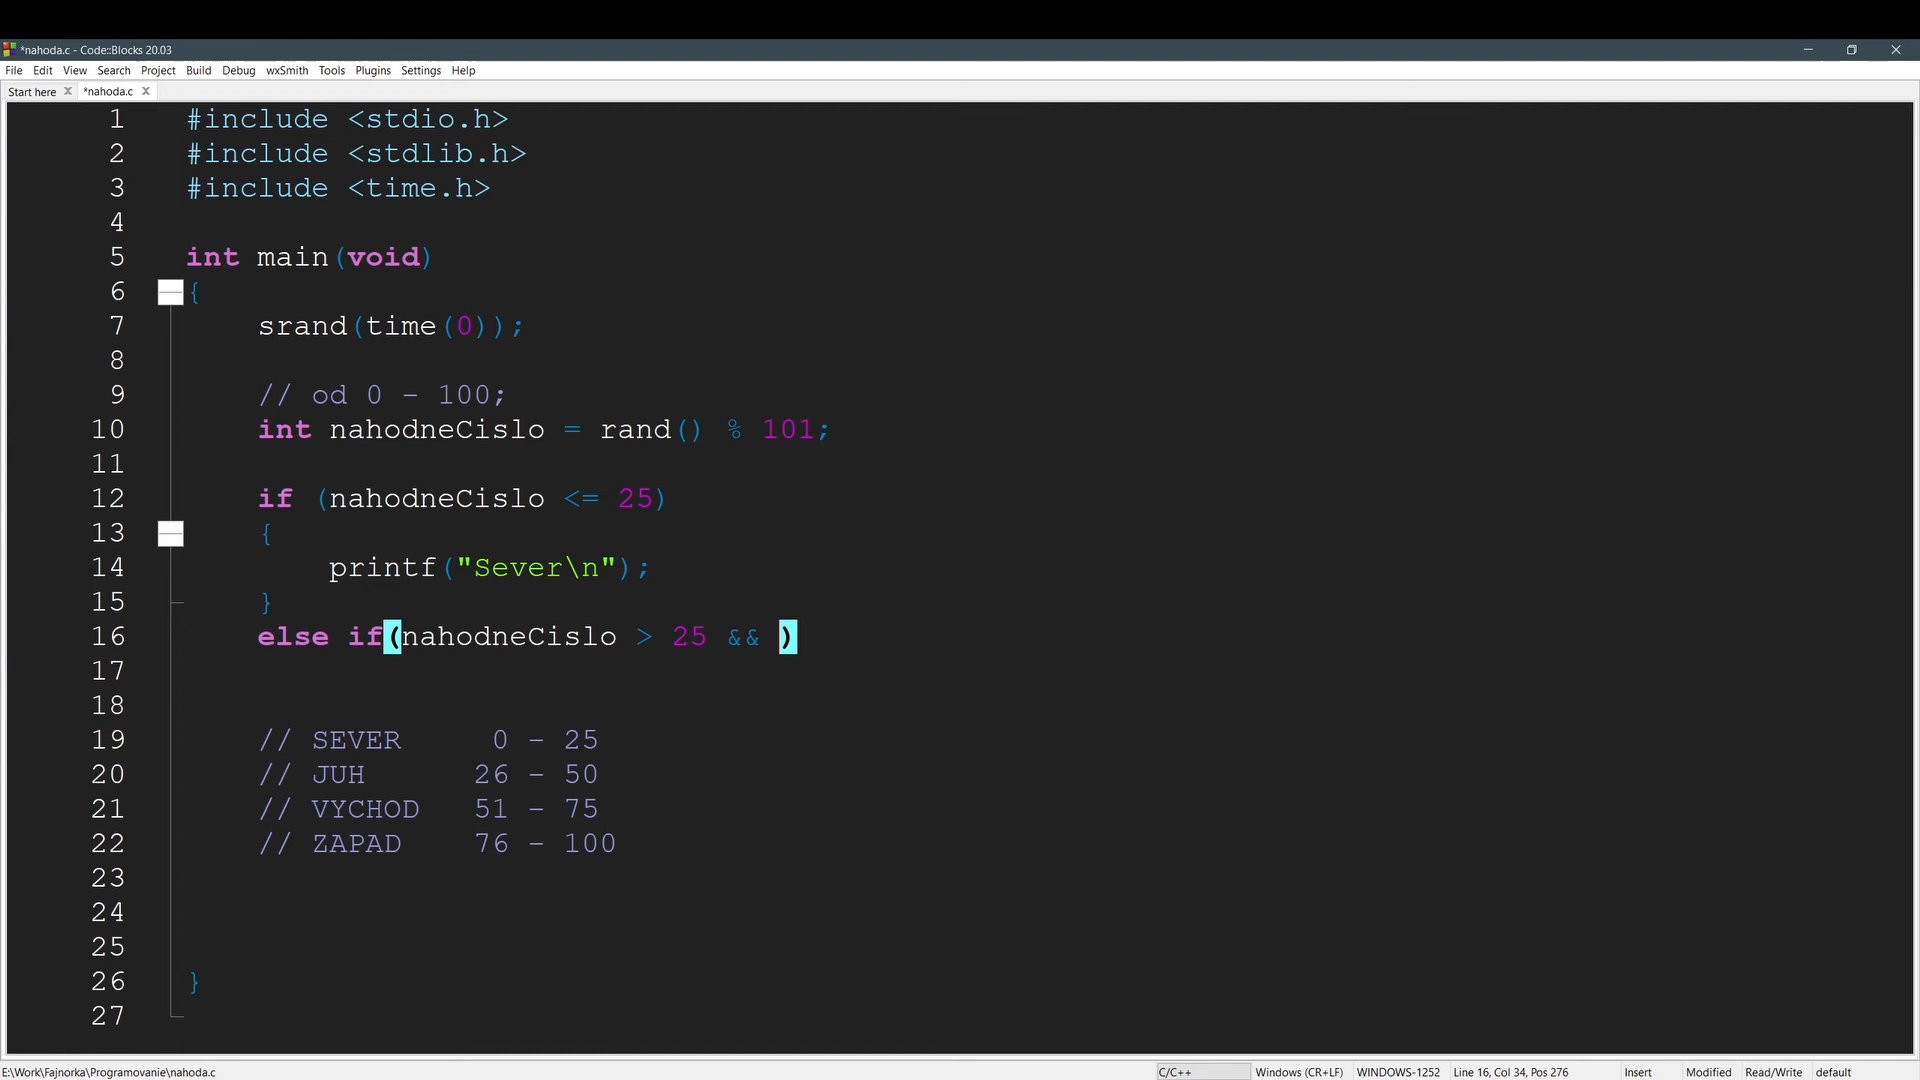 *nahoda.c - Code::Blocks 20.03
File Edit View Search Project Build Debug wxSmith Tools Plugins Settings Help
Start here *nahoda.c
1 #include <stdio.h>
2 #include <stdlib.h>
3 #include <time.h>
4
5 int main(void)
6 {
7 srand(time(0));
8
9 // od 0 - 100;
10 int nahodneCislo = rand() % 101;
11
12 if (nahodneCislo <= 25)
13 {
14 printf("Sever\n");
15 }
16 else if(nahodneCislo > 25 && )
17
18
19 // SEVER 0 - 25
20 // JUH 26 - 50
21 // VYCHOD 51 - 75
22 // ZAPAD 76 - 100
23
24
25
26 }
27
E:\Work\Fajnorka\Programovanie\nahoda.c C/C++ Windows (CR+LF) WINDOWS-1252 Line 16, Col 34, Pos 276 Insert Modified Read/Write default